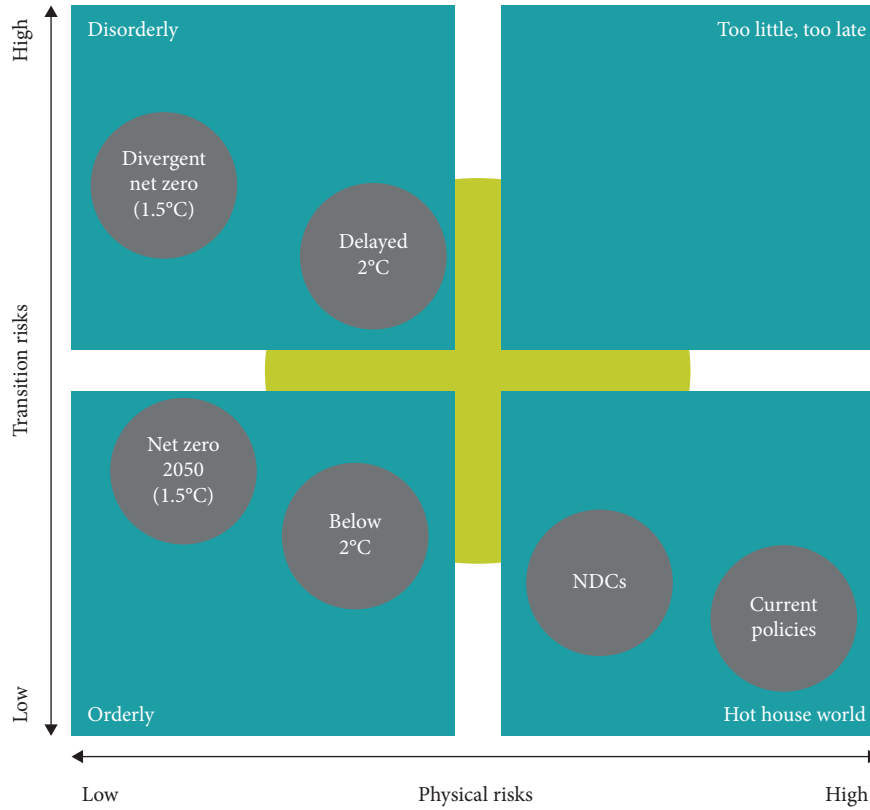 High
Transition risks
Low
Disorderly
Too little, too late
Divergent
net zero
(1.5°C)
Delayed
2°C
Net zero
2050
(1.5°C)
Below
2°C
NDCs
Current
policies
Orderly
Hot house world
Low
Physical risks
High